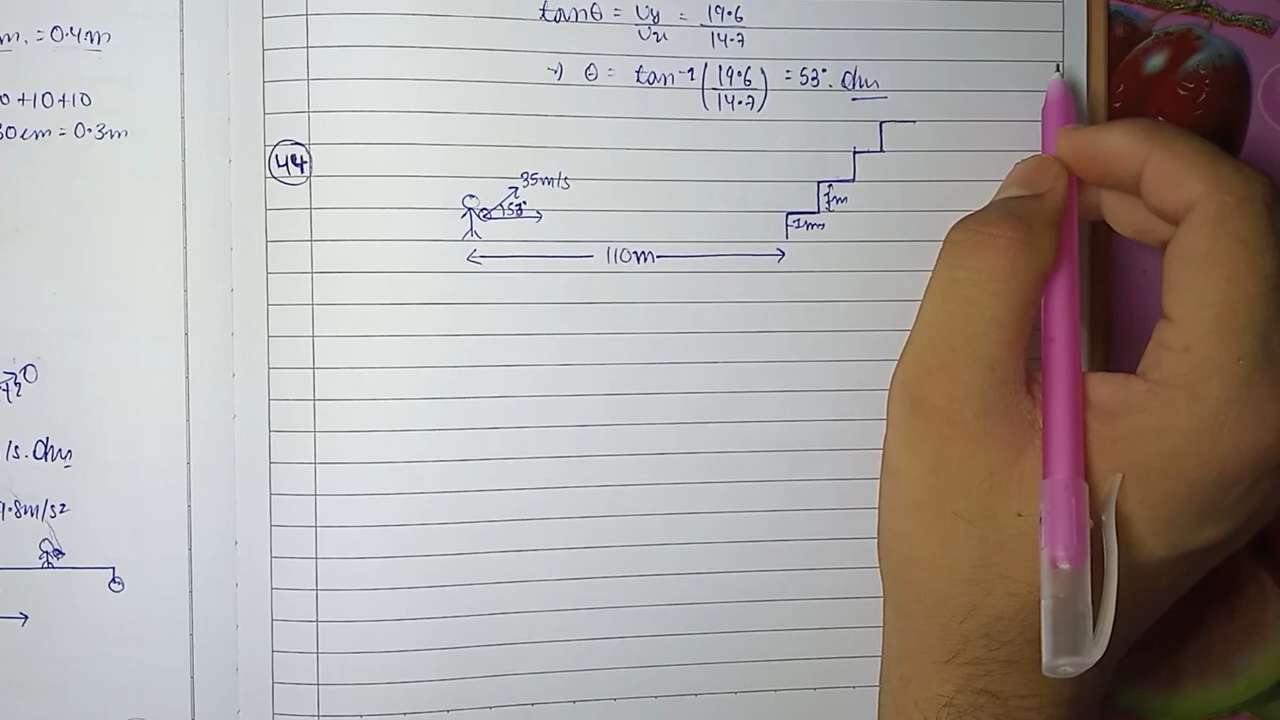 m. = 0.4m
0 +10+10
30cm = 0.3m
/s. Ans
9.8m/s2
tanθ = Vy/Vx = 19.6/14.7
→ θ = tan-1(19.6/14.7) = 53°. Ans
44
35m/s
53°
1m
1m
110m